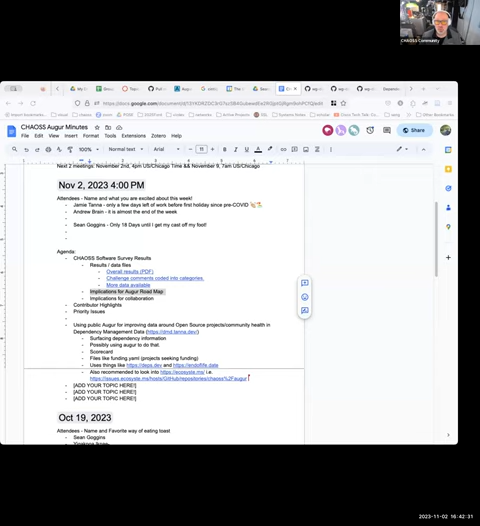 CHAOSS Community
https://docs.google.com/document/d/
CHAOSS Augur Minutes
File Edit View Insert Format Tools Extensions Zotero Help
Share
100% Normal text Arial 11
Next 2 meetings: November 2nd, 4pm US/Chicago Time && November 9, 7am US/Chicago
Nov 2, 2023 4:00 PM
Attendees - Name and what you are excited about this week!
- Jamie Tanna - only a few days left of work before first holiday since pre-COVID
- Andrew Brain - it is almost the end of the week
- Sean Goggins - Only 18 Days until I get my cast off my foot!
Agenda:
- CHAOSS Software Survey Results
- Results / data files
Overall results (PDF)
Challenge comments coded into categories.
More data available
- Implications for Augur Road Map
- Implications for collaboration
- Contributor Highlights
- Priority Issues
- Using public Augur for improving data around Open Source projects/community health in
Dependency Management Data (https://dmd.tanna.dev/)
- Surfacing dependency information
- Possibly using augur to do that.
- Scorecard
- Files like funding.yaml (projects seeking funding)
- Uses things like https://deps.dev and https://endoflife.date
- Also recommended to look into https://ecosyste.ms/ i.e.
https://issues.ecosyste.ms/hosts/GitHub/repositories/chaoss%2Faugur
- [ADD YOUR TOPIC HERE!]
- [ADD YOUR TOPIC HERE!]
- [ADD YOUR TOPIC HERE!]
Oct 19, 2023
Attendees - Name and Favorite way of eating toast
- Sean Goggins
2023-11-02 16:42:31